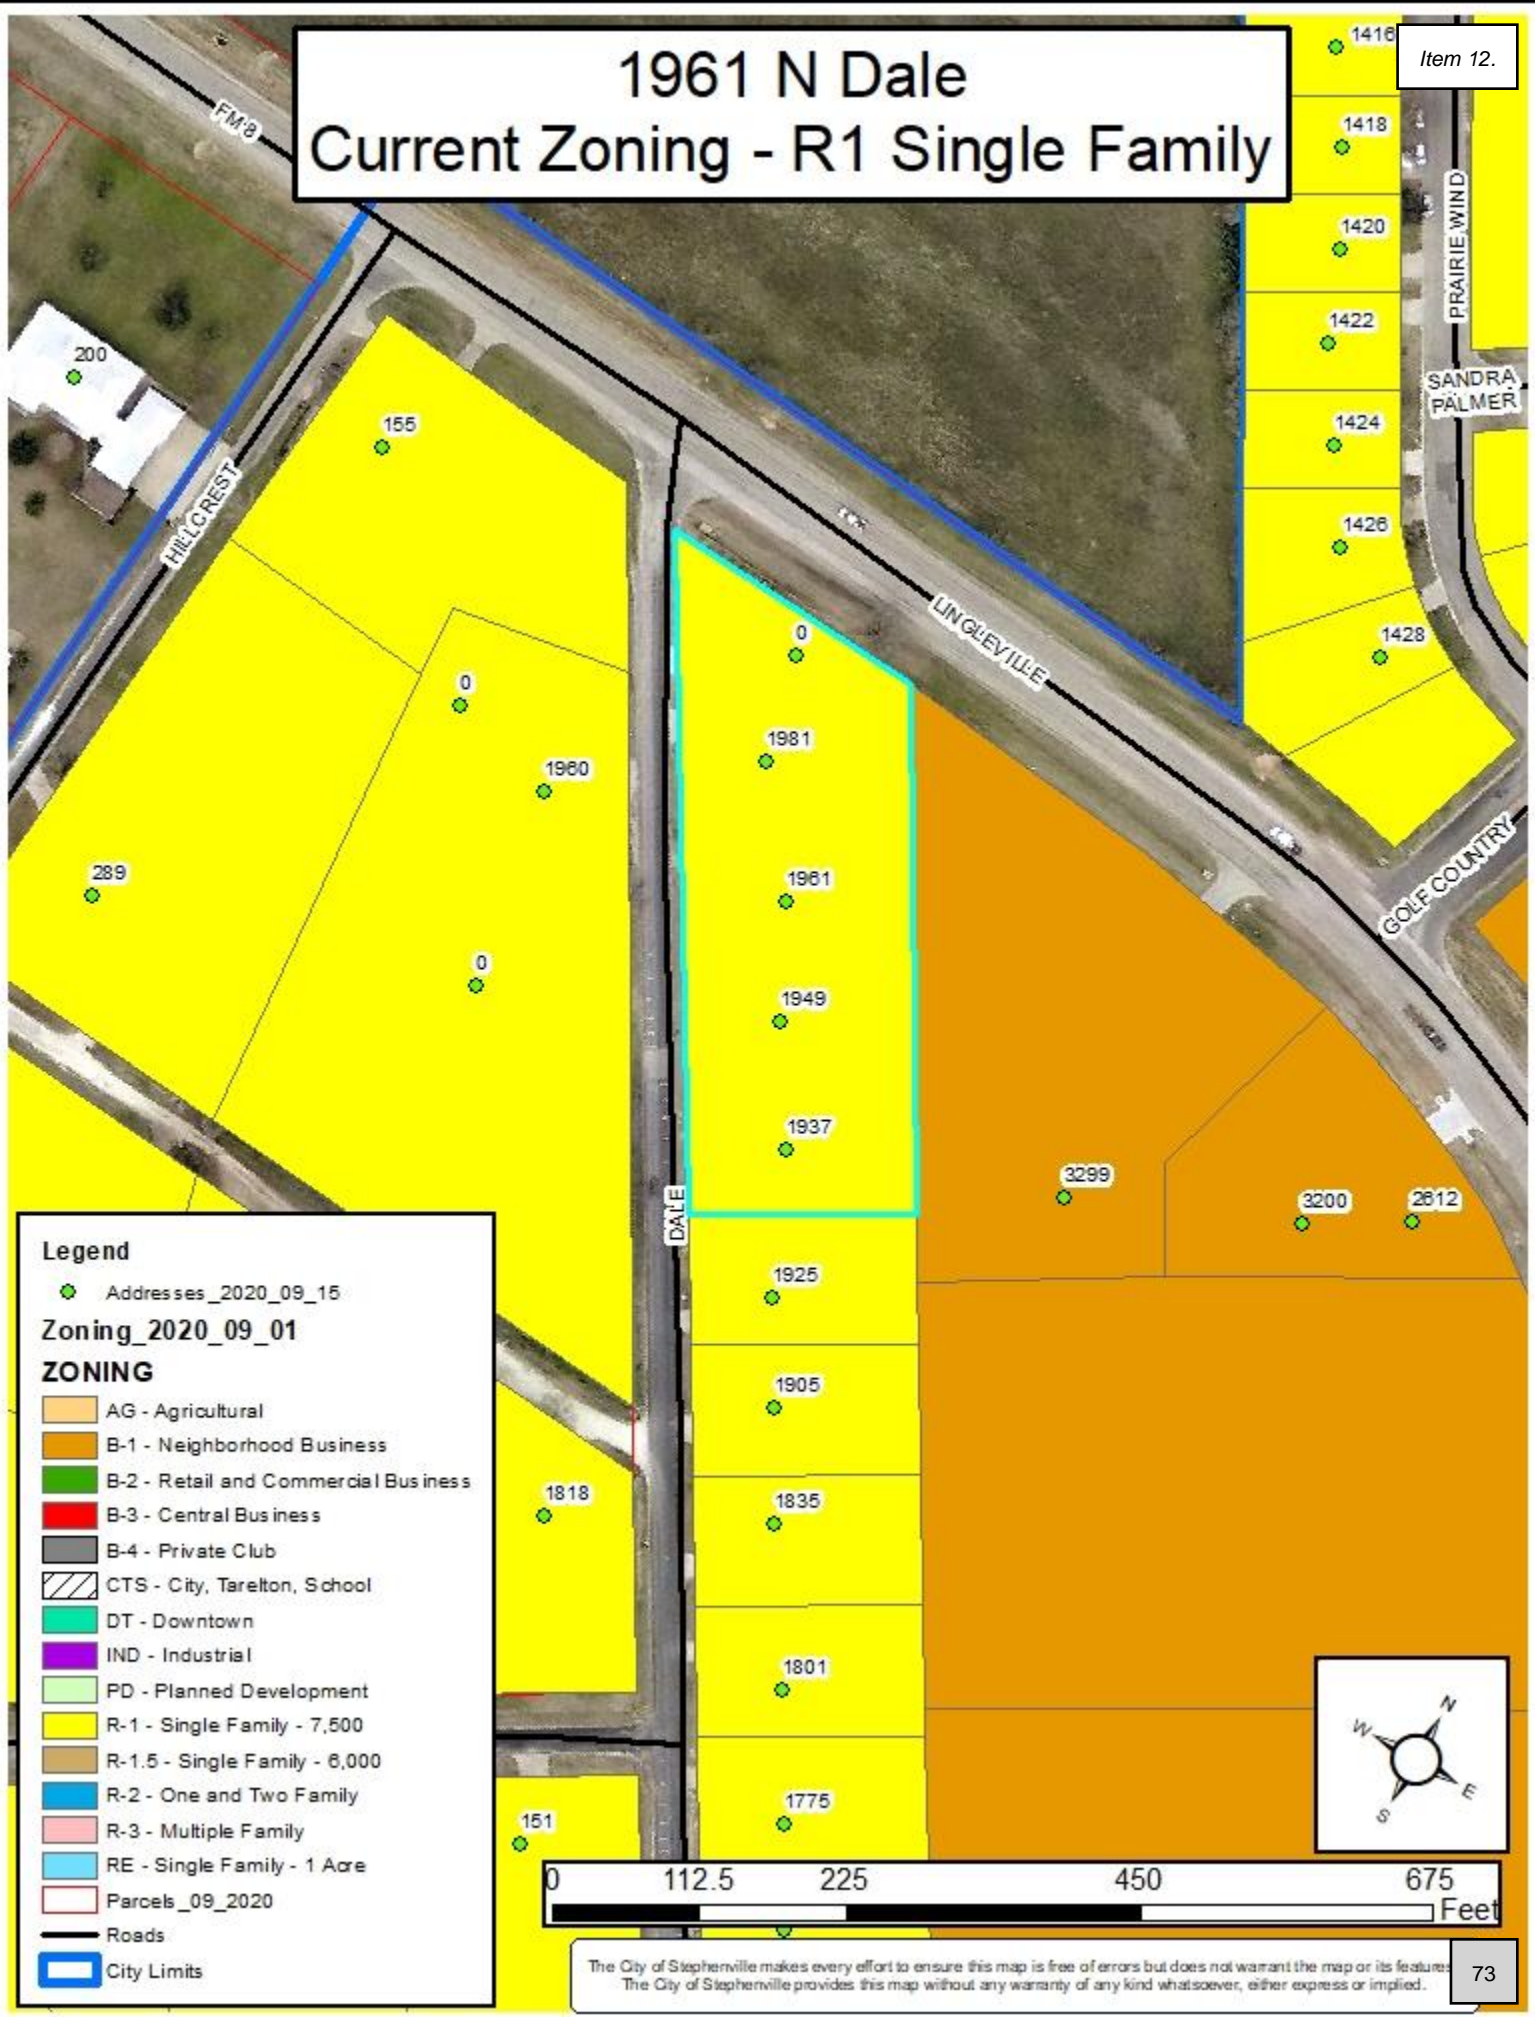 1961 N Dale
Current Zoning - R1 Single Family
Item 12.
1416
1418
1420
1422
1424
1426
1428
PRAIRIE WIND
SANDRA
PALMER
FM 8
200
155
HILLCREST
LINGLEVILLE
0
0
1981
1960
1961
289
0
1949
1937
GOLF COUNTRY
DALE
3299
3200
2612
1925
1905
1835
1818
1801
1775
151
Legend
Addresses_2020_09_15
Zoning_2020_09_01
ZONING
AG - Agricultural
B-1 - Neighborhood Business
B-2 - Retail and Commercial Business
B-3 - Central Business
B-4 - Private Club
CTS - City, Tarelton, School
DT - Downtown
IND - Industrial
PD - Planned Development
R-1 - Single Family - 7,500
R-1.5 - Single Family - 6,000
R-2 - One and Two Family
R-3 - Multiple Family
RE - Single Family - 1 Acre
Parcels_09_2020
Roads
City Limits
N
W
E
S
0 112.5 225 450 675
Feet
The City of Stephenville makes every effort to ensure this map is free of errors but does not warrant the map or its features
The City of Stephenville provides this map without any warranty of any kind whatsoever, either express or implied.
73